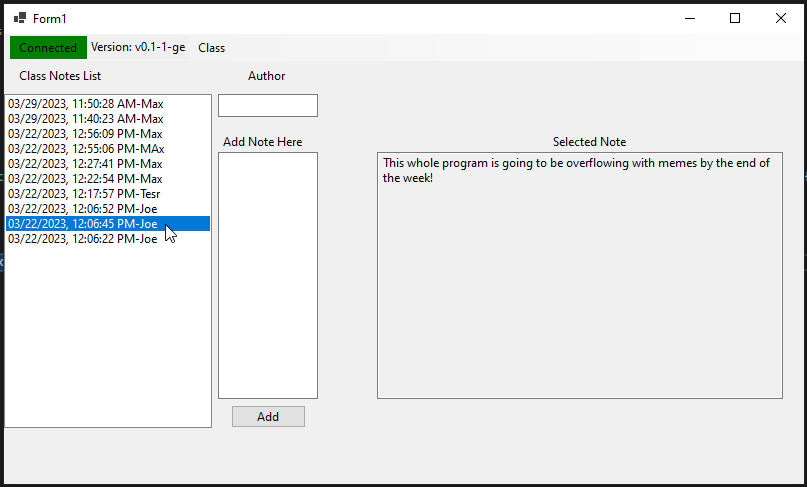 Form1
Connected Version: v0.1-1-ge Class
Class Notes List
Author
03/29/2023, 11:50:28 AM-Max
03/29/2023, 11:40:23 AM-Max
03/22/2023, 12:56:09 PM-Max
03/22/2023, 12:55:06 PM-MAx
03/22/2023, 12:27:41 PM-Max
03/22/2023, 12:22:54 PM-Max
03/22/2023, 12:17:57 PM-Tesr
03/22/2023, 12:06:52 PM-Joe
03/22/2023, 12:06:45 PM-Joe
03/22/2023, 12:06:22 PM-Joe
Add Note Here
Add
Selected Note
This whole program is going to be overflowing with memes by the end of
the week!